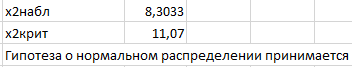 x2набл 8,3033
x2крит 11,07
Гипотеза о нормальном распределении принимается